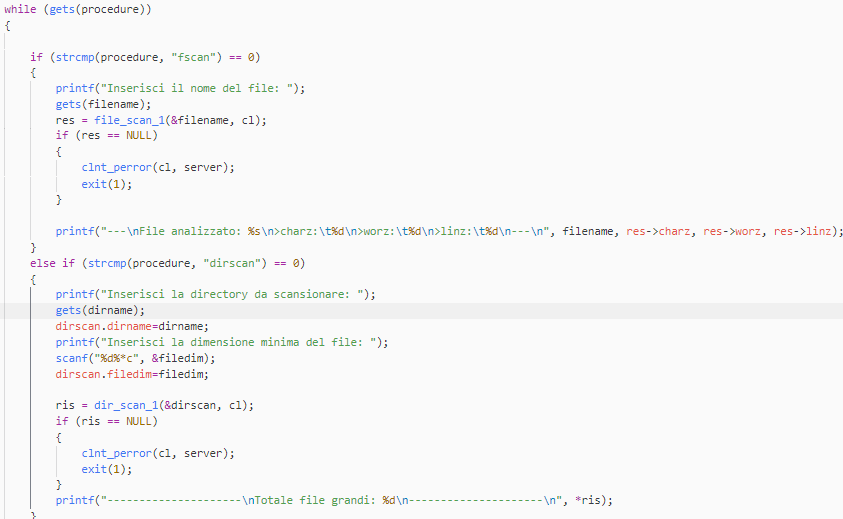 while (gets(procedure))
{
if (strcmp(procedure, "fscan") == 0)
{
printf("Inserisci il nome del file: ");
gets(filename);
res = file_scan_1(&filename, cl);
if (res == NULL)
{
clnt_perror(cl, server);
exit(1);
}
printf("---\nFile analizzato: %s\n>charz:\t%d\n>worz:\t%d\n>linz:\t%d\n---\n", filename, res->charz, res->worz, res->linz);
}
else if (strcmp(procedure, "dirscan") == 0)
{
printf("Inserisci la directory da scansionare: ");
gets(dirname);
dirscan.dirname=dirname;
printf("Inserisci la dimensione minima del file: ");
scanf("%d%*c", &filedim);
dirscan.filedim=filedim;
ris = dir_scan_1(&dirscan, cl);
if (ris == NULL)
{
clnt_perror(cl, server);
exit(1);
}
printf("---------------------\nTotale file grandi: %d\n---------------------\n", *ris);
}